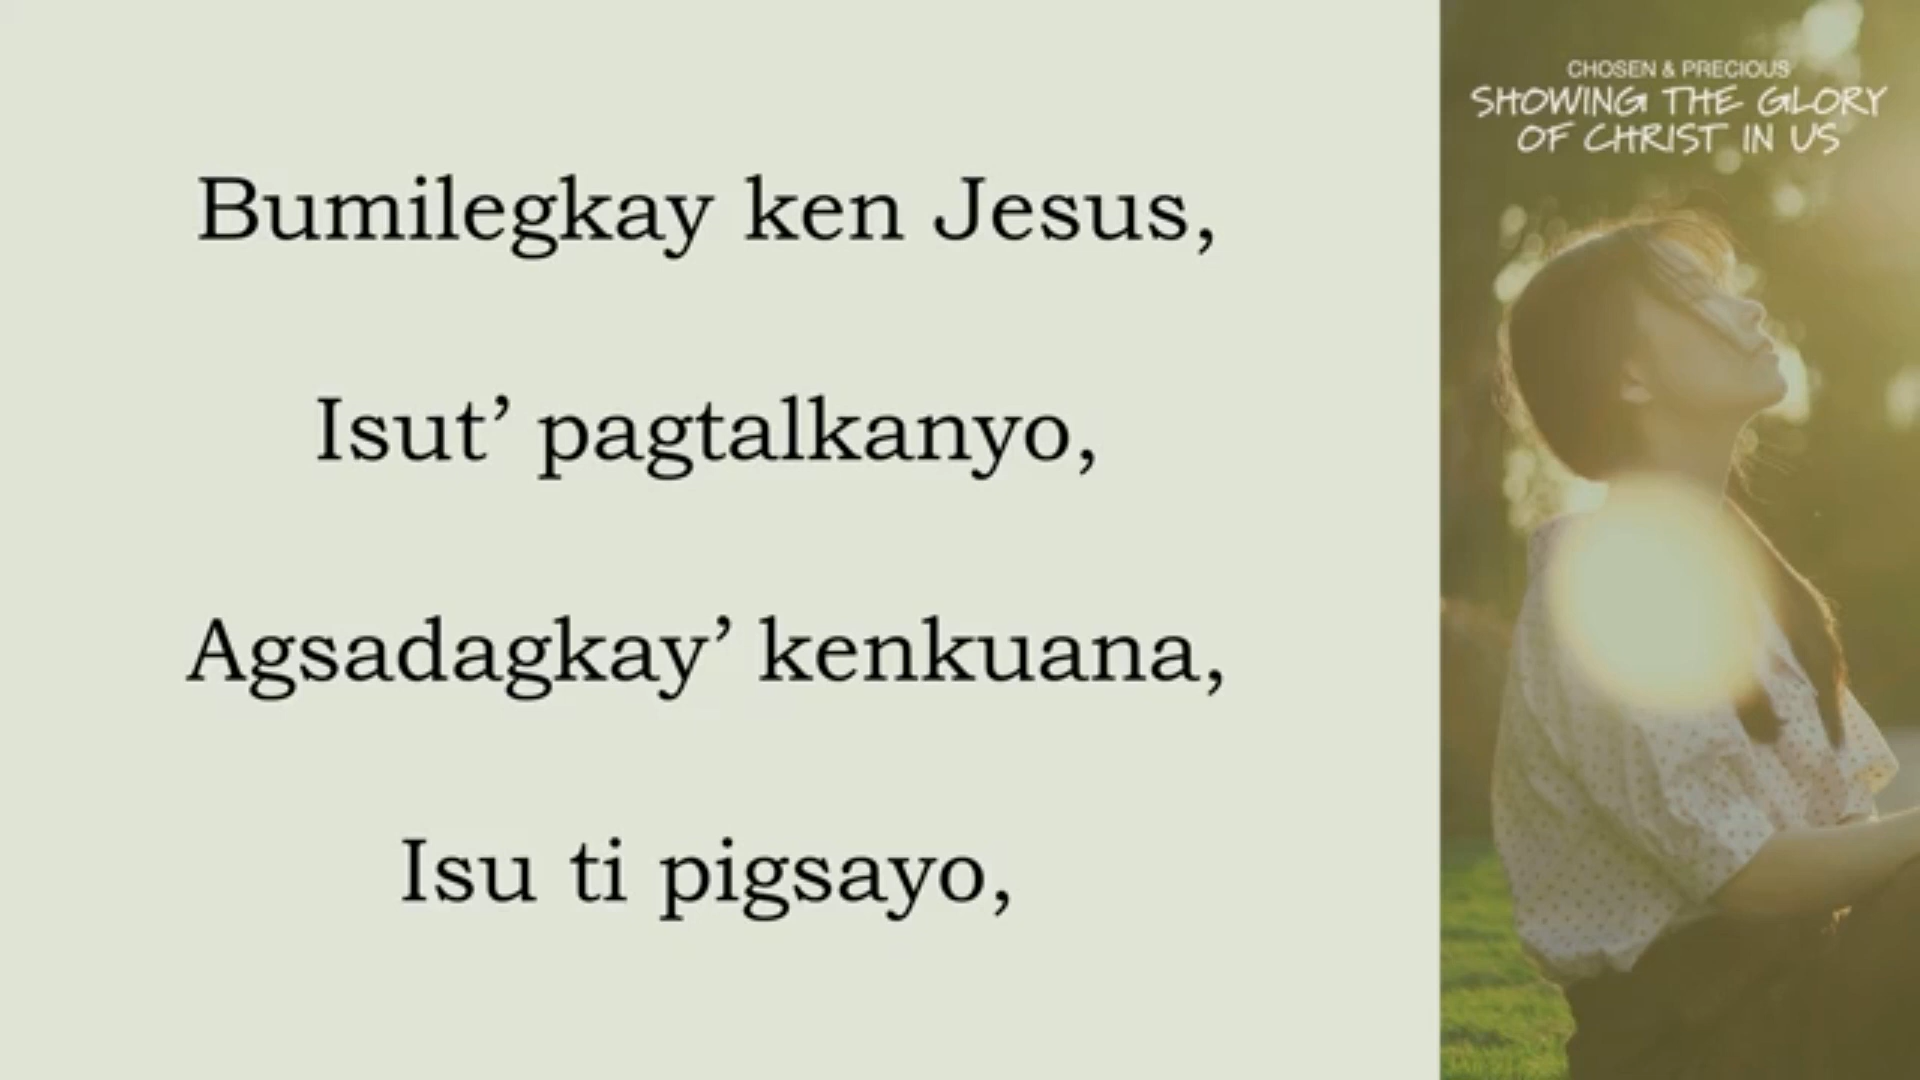 Bumilegkay ken Jesus,
Isut’ pagtalkanyo,
Agsadagkay’ kenkuana,
Isu ti pigsayo,
CHOSEN & PRECIOUS
SHOWING THE GLORY
OF CHRIST IN US